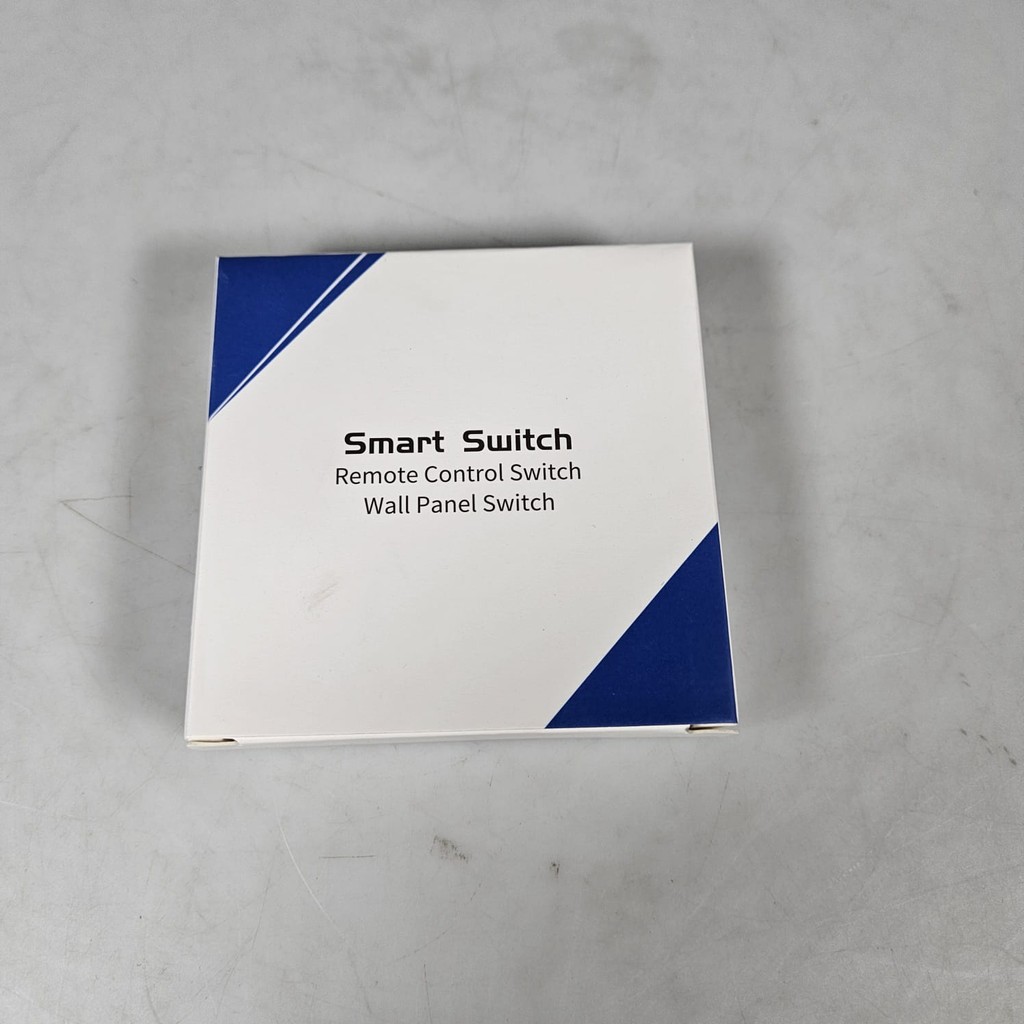 Smart Switch
Remote Control Switch
Wall Panel Switch